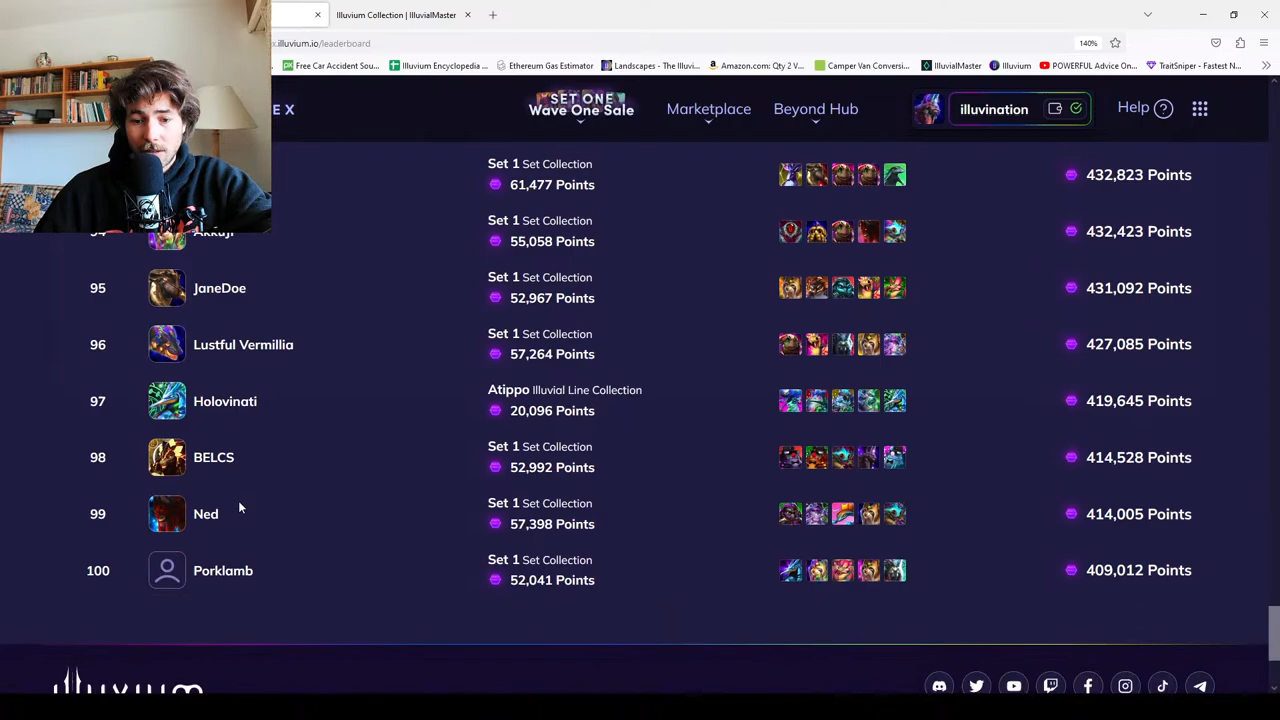 Illuvium Collection | IlluvialMaster
x.illuvium.io/leaderboard
140%
Free Car Accident Sou...
Illuvium Encyclopedia ...
Ethereum Gas Estimator
Landscapes - The Illuvi...
Amazon.com: Qty 2 V...
Camper Van Conversi...
IlluvialMaster
Illuvium
POWERFUL Advice On...
TraitSniper - Fastest N...
E X
SET ONE
Wave One Sale
Marketplace
Beyond Hub
illuvination
Help ?
Set 1 Set Collection
61,477 Points
432,823 Points
94 Akkuji
Set 1 Set Collection
55,058 Points
432,423 Points
95 JaneDoe
Set 1 Set Collection
52,967 Points
431,092 Points
96 Lustful Vermillia
Set 1 Set Collection
57,264 Points
427,085 Points
97 Holovinati
Atippo Illuvial Line Collection
20,096 Points
419,645 Points
98 BELCS
Set 1 Set Collection
52,992 Points
414,528 Points
99 Ned
Set 1 Set Collection
57,398 Points
414,005 Points
100 Porklamb
Set 1 Set Collection
52,041 Points
409,012 Points
illuvium